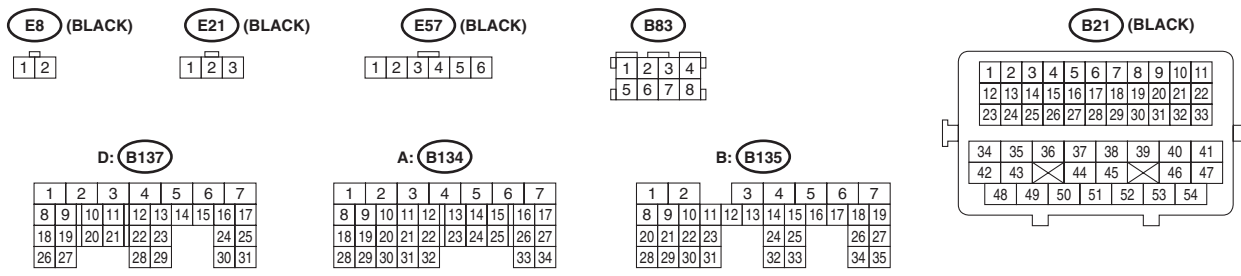 E8 (BLACK)
1 2
E21 (BLACK)
1 2 3
E57 (BLACK)
1 2 3 4 5 6
B83
1 2 3 4
5 6 7 8
B21 (BLACK)
1 2 3 4 5 6 7 8 9 10 11
12 13 14 15 16 17 18 19 20 21 22
23 24 25 26 27 28 29 30 31 32 33
34 35 36 37 38 39 40 41
42 43 44 45 46 47
48 49 50 51 52 53 54
D: B137
1 2 3 4 5 6 7
8 9 10 11 12 13 14 15 16 17
18 19 20 21 22 23 24 25
26 27 28 29 30 31
A: B134
1 2 3 4 5 6 7
8 9 10 11 12 13 14 15 16 17
18 19 20 21 22 23 24 25 26 27
28 29 30 31 32 33 34
B: B135
1 2 3 4 5 6 7
8 9 10 11 12 13 14 15 16 17 18 19
20 21 22 23 24 25 26 27
28 29 30 31 32 33 34 35